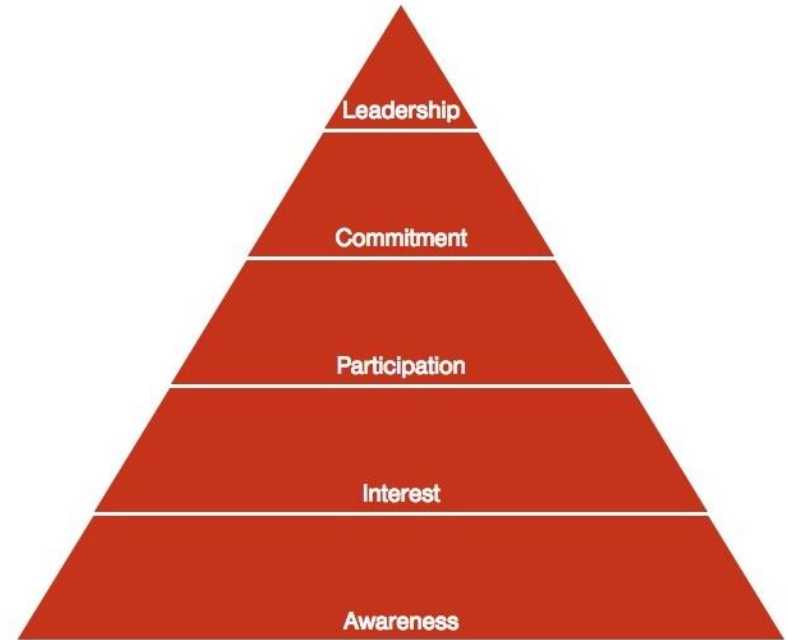 Leadership
Commitment
Participation
Interest
Awareness